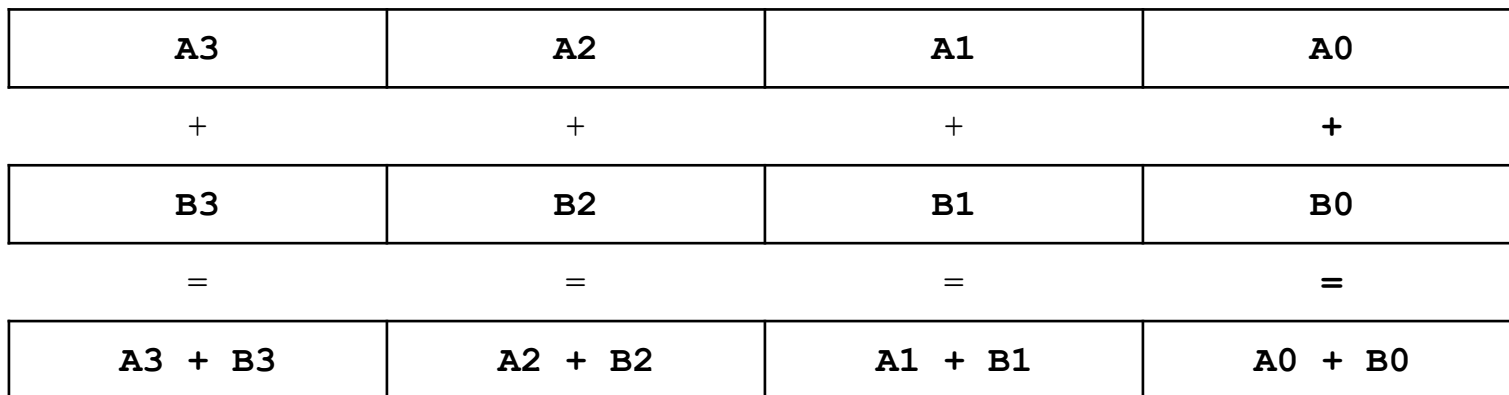 A3 A2 A1 A0
+ + + +
B3 B2 B1 B0
= = = =
A3 + B3 A2 + B2 A1 + B1 A0 + B0